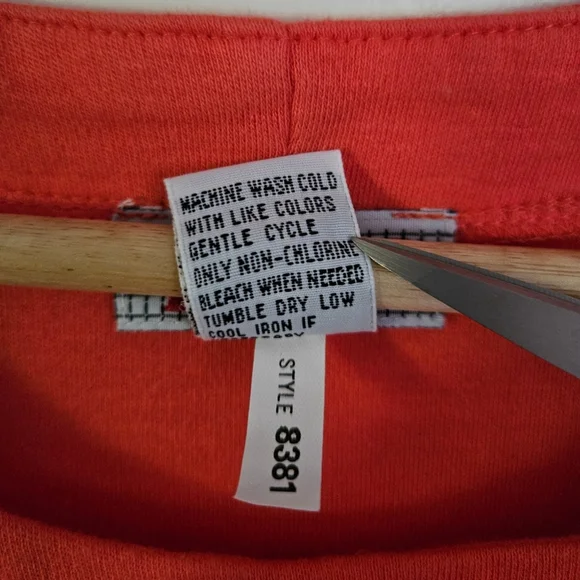 MACHINE WASH COLD
WITH LIKE COLORS
GENTLE CYCLE
ONLY NON-CHLORINE
BLEACH WHEN NEEDED
TUMBLE DRY LOW
COOL IRON IF
STYLE 8381